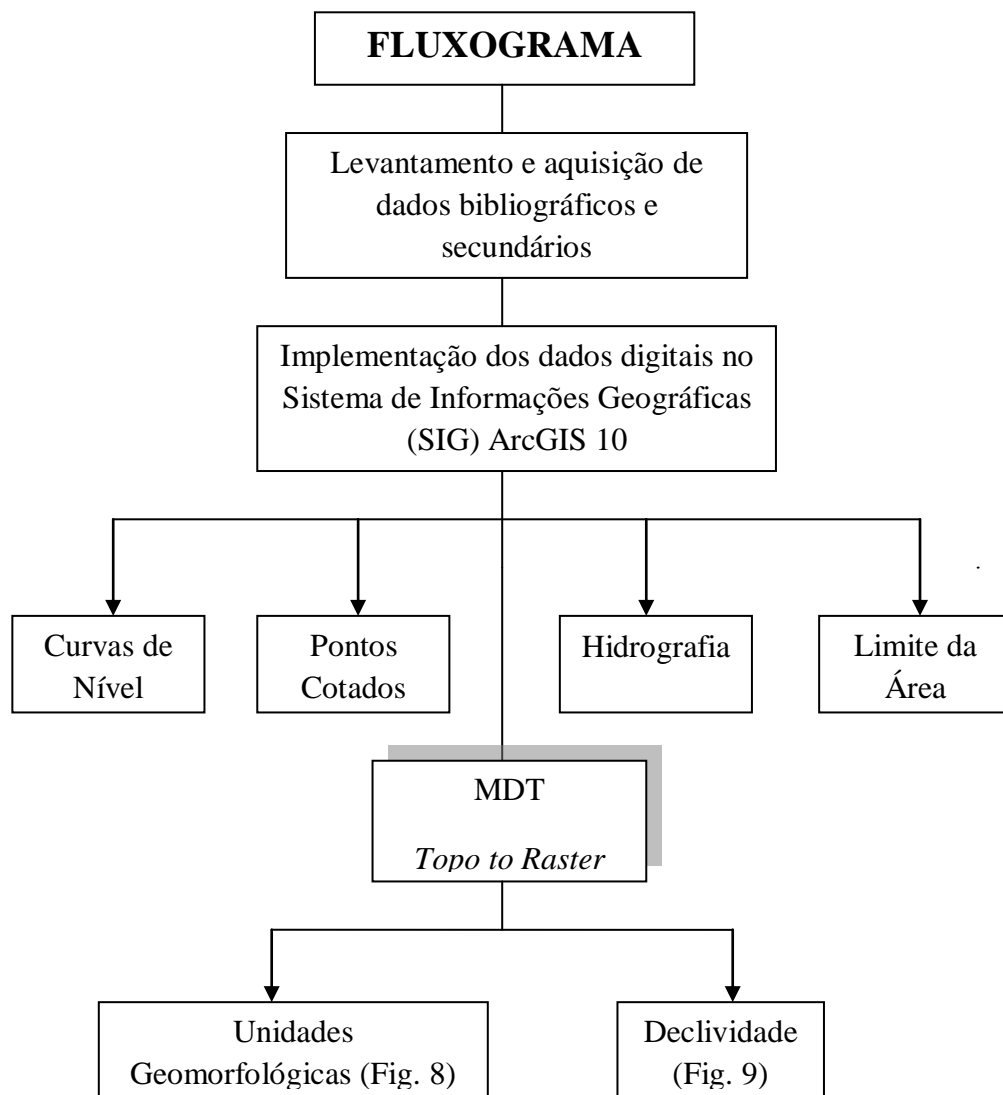 FLUXOGRAMA
Levantamento e aquisição de
dados bibliográficos e
secundários
Implementação dos dados digitais no
Sistema de Informações Geográficas
(SIG) ArcGIS 10
Curvas de
Nível
Pontos
Cotados
Hidrografia
Limite da
Área
MDT
Topo to Raster
Unidades
Geomorfológicas (Fig. 8)
Declividade
(Fig. 9)